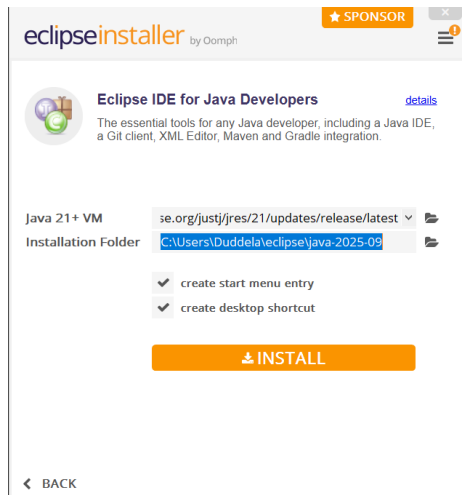 ★ SPONSOR
eclipseinstaller by Oomph
Eclipse IDE for Java Developers details
The essential tools for any Java developer, including a Java IDE,
a Git client, XML Editor, Maven and Gradle integration.
Java 21+ VM se.org/justj/jres/21/updates/release/latest
Installation Folder C:\Users\Duddela\eclipse\java-2025-09
create start menu entry
create desktop shortcut
INSTALL
BACK